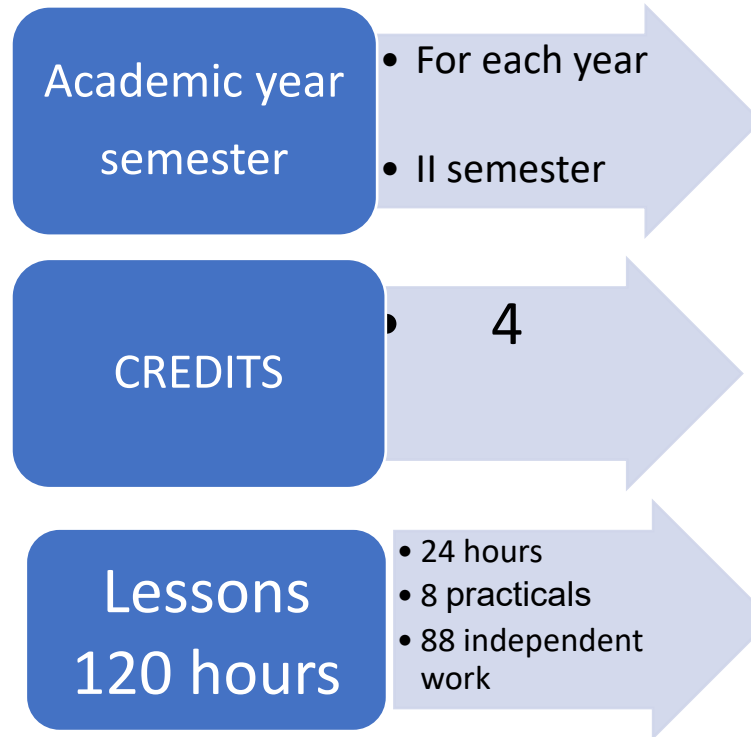 Academic year
semester
• For each year
• II semester
CREDITS
• 4
Lessons
120 hours
• 24 hours
• 8 practicals
• 88 independent
work